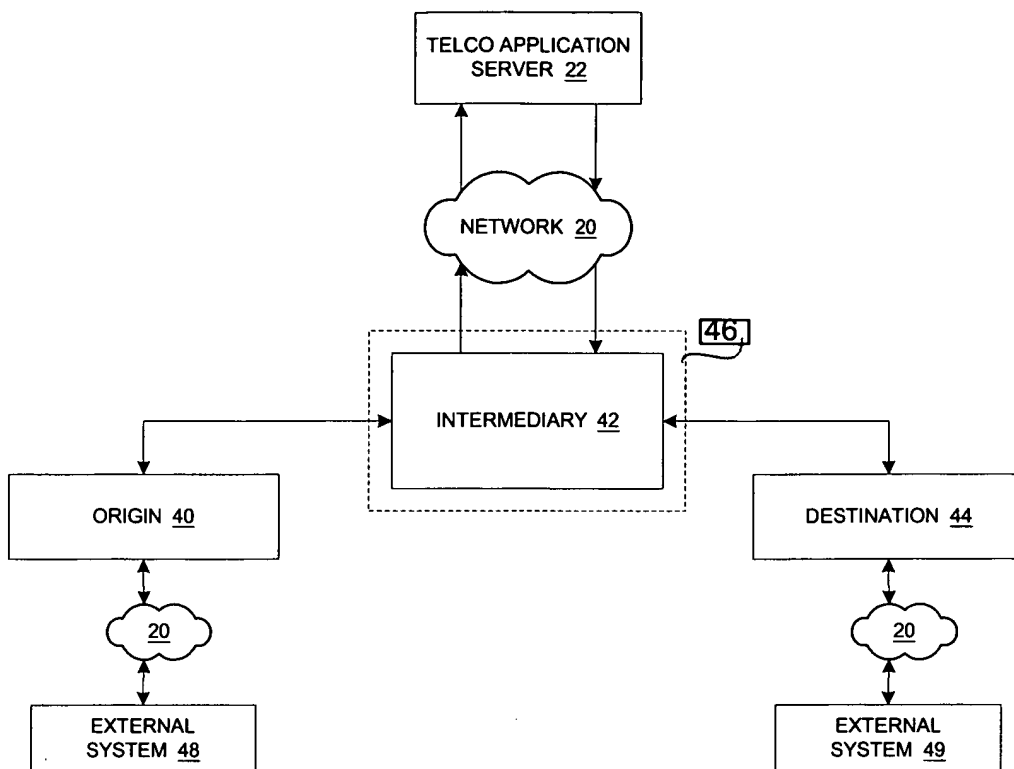 TELCO APPLICATION
SERVER 22
NETWORK 20
46
INTERMEDIARY 42
ORIGIN 40
DESTINATION 44
20
20
EXTERNAL
SYSTEM 48
EXTERNAL
SYSTEM 49